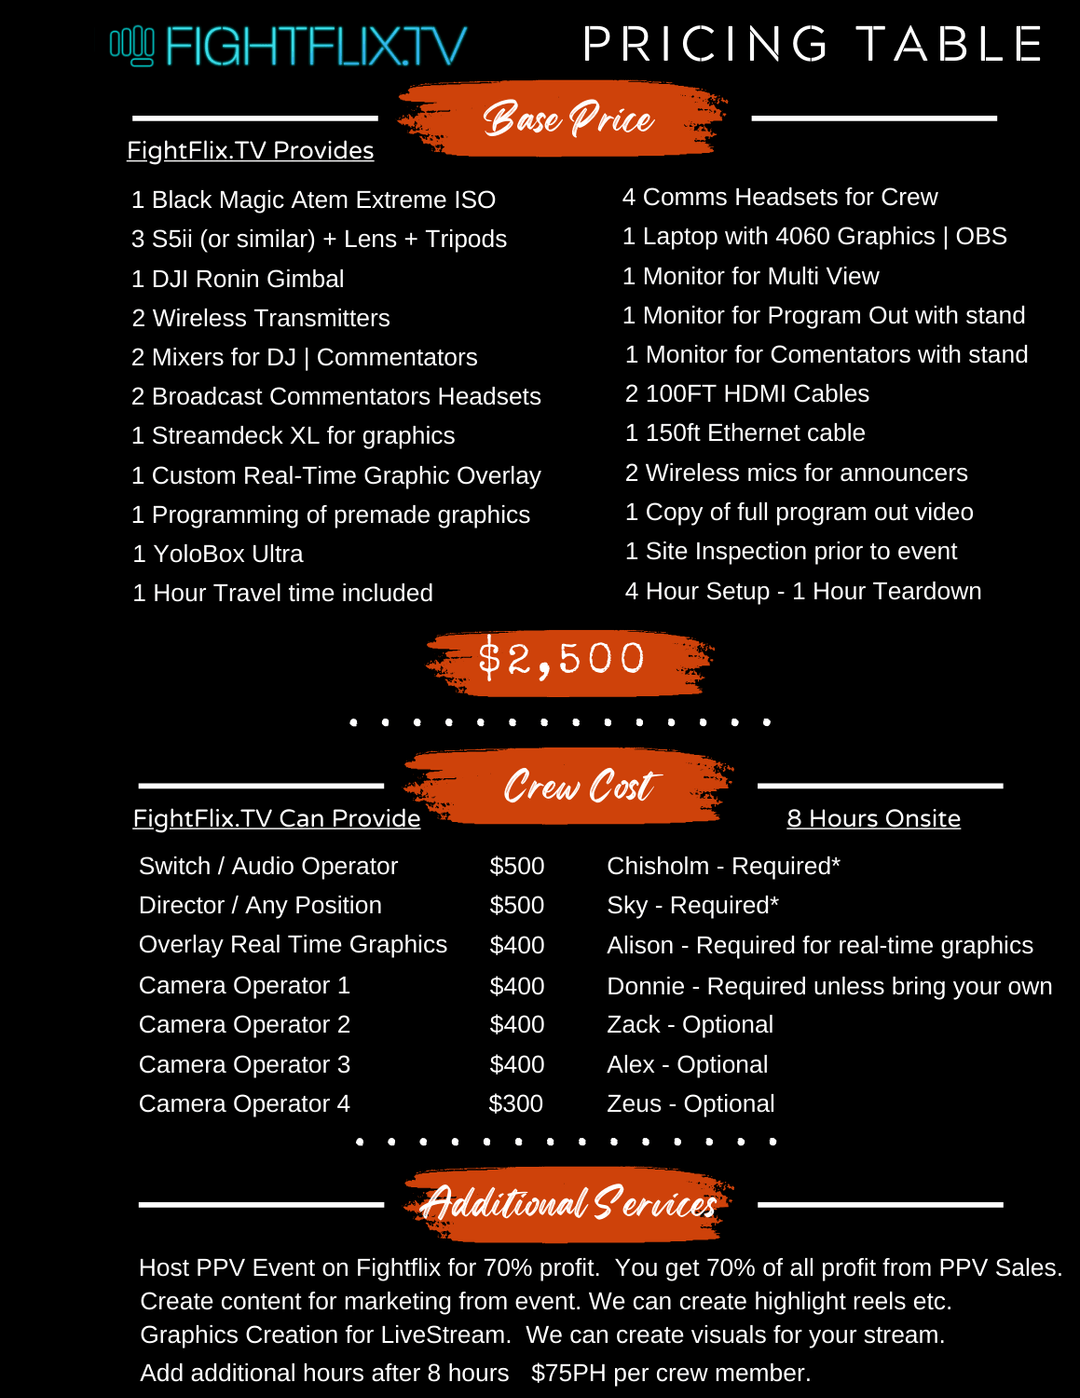 FIGHTFLIX.TV PRICING TABLE
Base Price
FightFlix.TV Provides
1 Black Magic Atem Extreme ISO
3 S5ii (or similar) + Lens + Tripods
1 DJI Ronin Gimbal
2 Wireless Transmitters
2 Mixers for DJ | Commentators
2 Broadcast Commentators Headsets
1 Streamdeck XL for graphics
1 Custom Real-Time Graphic Overlay
1 Programming of premade graphics
1 YoloBox Ultra
1 Hour Travel time included
4 Comms Headsets for Crew
1 Laptop with 4060 Graphics | OBS
1 Monitor for Multi View
1 Monitor for Program Out with stand
1 Monitor for Comentators with stand
2 100FT HDMI Cables
1 150ft Ethernet cable
2 Wireless mics for announcers
1 Copy of full program out video
1 Site Inspection prior to event
4 Hour Setup - 1 Hour Teardown
$2,500
Crew Cost
FightFlix.TV Can Provide 8 Hours Onsite
Switch / Audio Operator $500 Chisholm - Required*
Director / Any Position $500 Sky - Required*
Overlay Real Time Graphics $400 Alison - Required for real-time graphics
Camera Operator 1 $400 Donnie - Required unless bring your own
Camera Operator 2 $400 Zack - Optional
Camera Operator 3 $400 Alex - Optional
Camera Operator 4 $300 Zeus - Optional
Additional Services
Host PPV Event on Fightflix for 70% profit. You get 70% of all profit from PPV Sales.
Create content for marketing from event. We can create highlight reels etc.
Graphics Creation for LiveStream. We can create visuals for your stream.
Add additional hours after 8 hours $75PH per crew member.